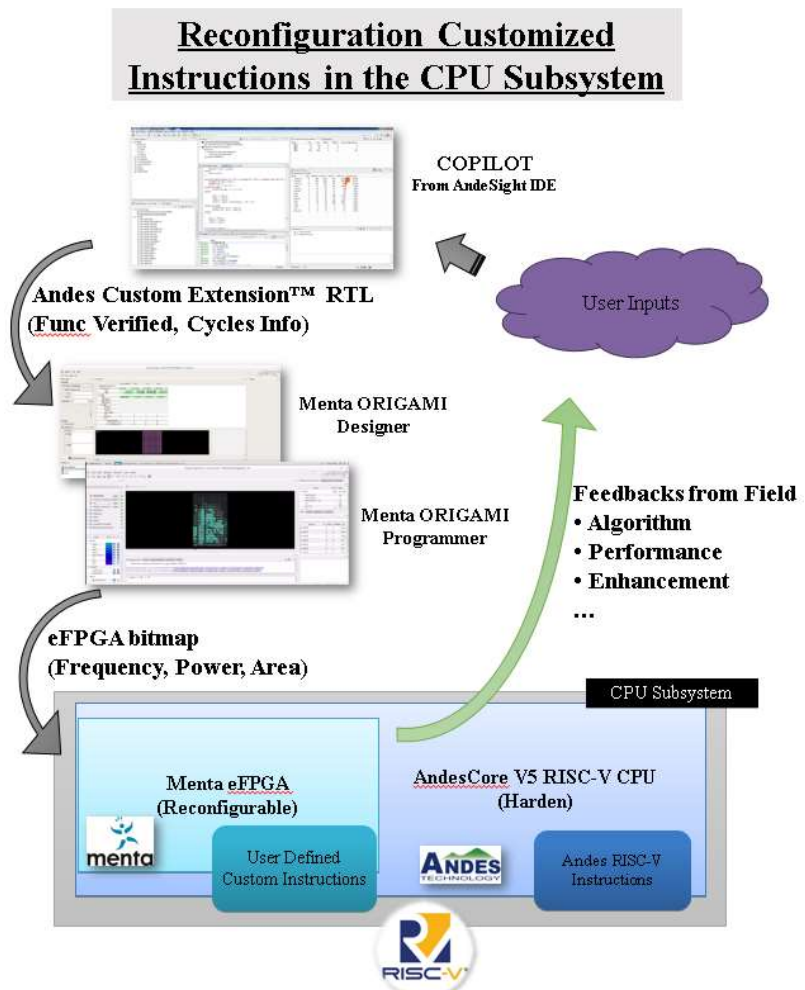 Reconfiguration Customized
Instructions in the CPU Subsystem
COPILOT
From AndeSight IDE
User Inputs
Andes Custom Extension™ RTL
(Func Verified, Cycles Info)
Menta ORIGAMI
Designer
Menta ORIGAMI
Programmer
Feedbacks from Field
• Algorithm
• Performance
• Enhancement
...
eFPGA bitmap
(Frequency, Power, Area)
CPU Subsystem
Menta eFPGA
(Reconfigurable)
AndesCore V5 RISC-V CPU
(Harden)
menta
User Defined
Custom Instructions
ANDES
TECHNOLOGY
Andes RISC-V
Instructions
RISC-V®